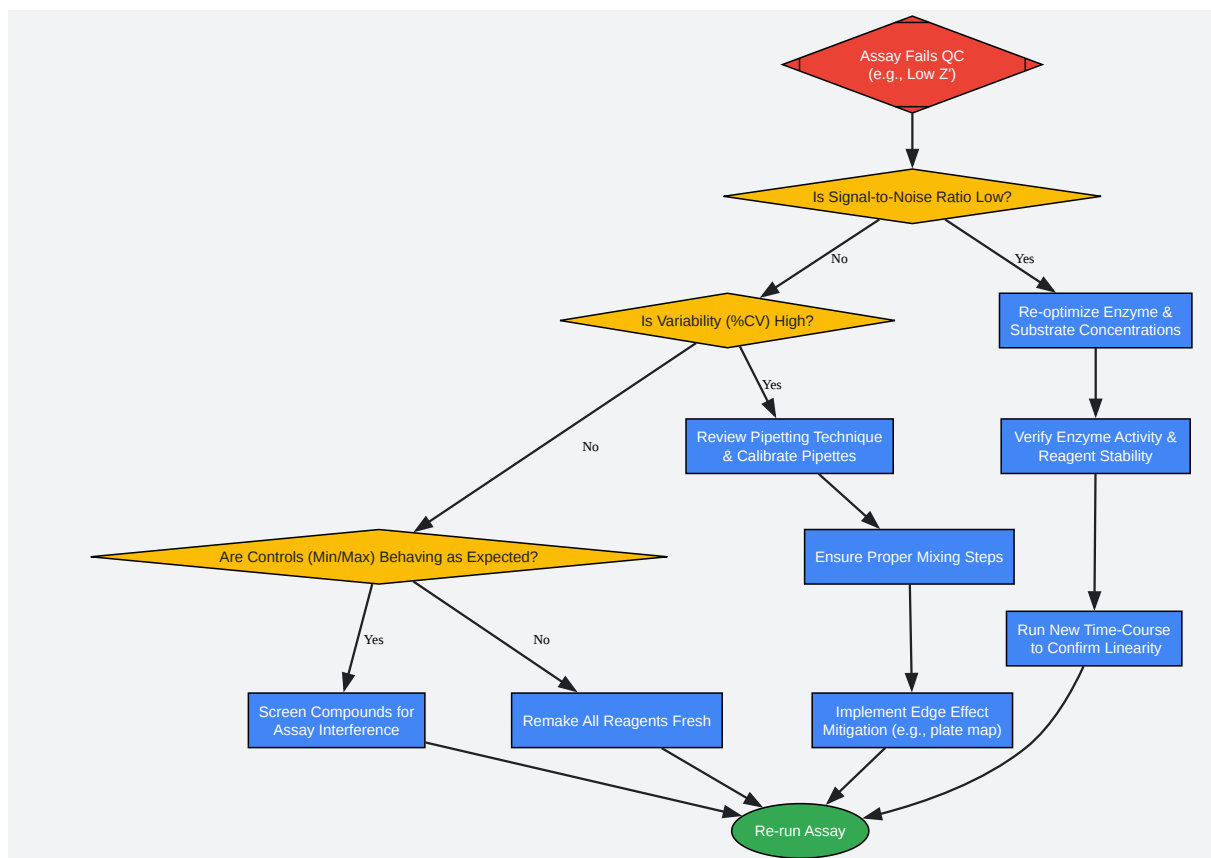 Assay Fails QC
(e.g., Low Z')
Is Signal-to-Noise Ratio Low?
No
Yes
Is Variability (%CV) High?
Re-optimize Enzyme &
Substrate Concentrations
Yes
No
Review Pipetting Technique
& Calibrate Pipettes
Verify Enzyme Activity &
Reagent Stability
Are Controls (Min/Max) Behaving as Expected?
Ensure Proper Mixing Steps
Yes
No
Run New Time-Course
to Confirm Linearity
Screen Compounds for
Assay Interference
Remake All Reagents Fresh
Implement Edge Effect
Mitigation (e.g., plate map)
Re-run Assay